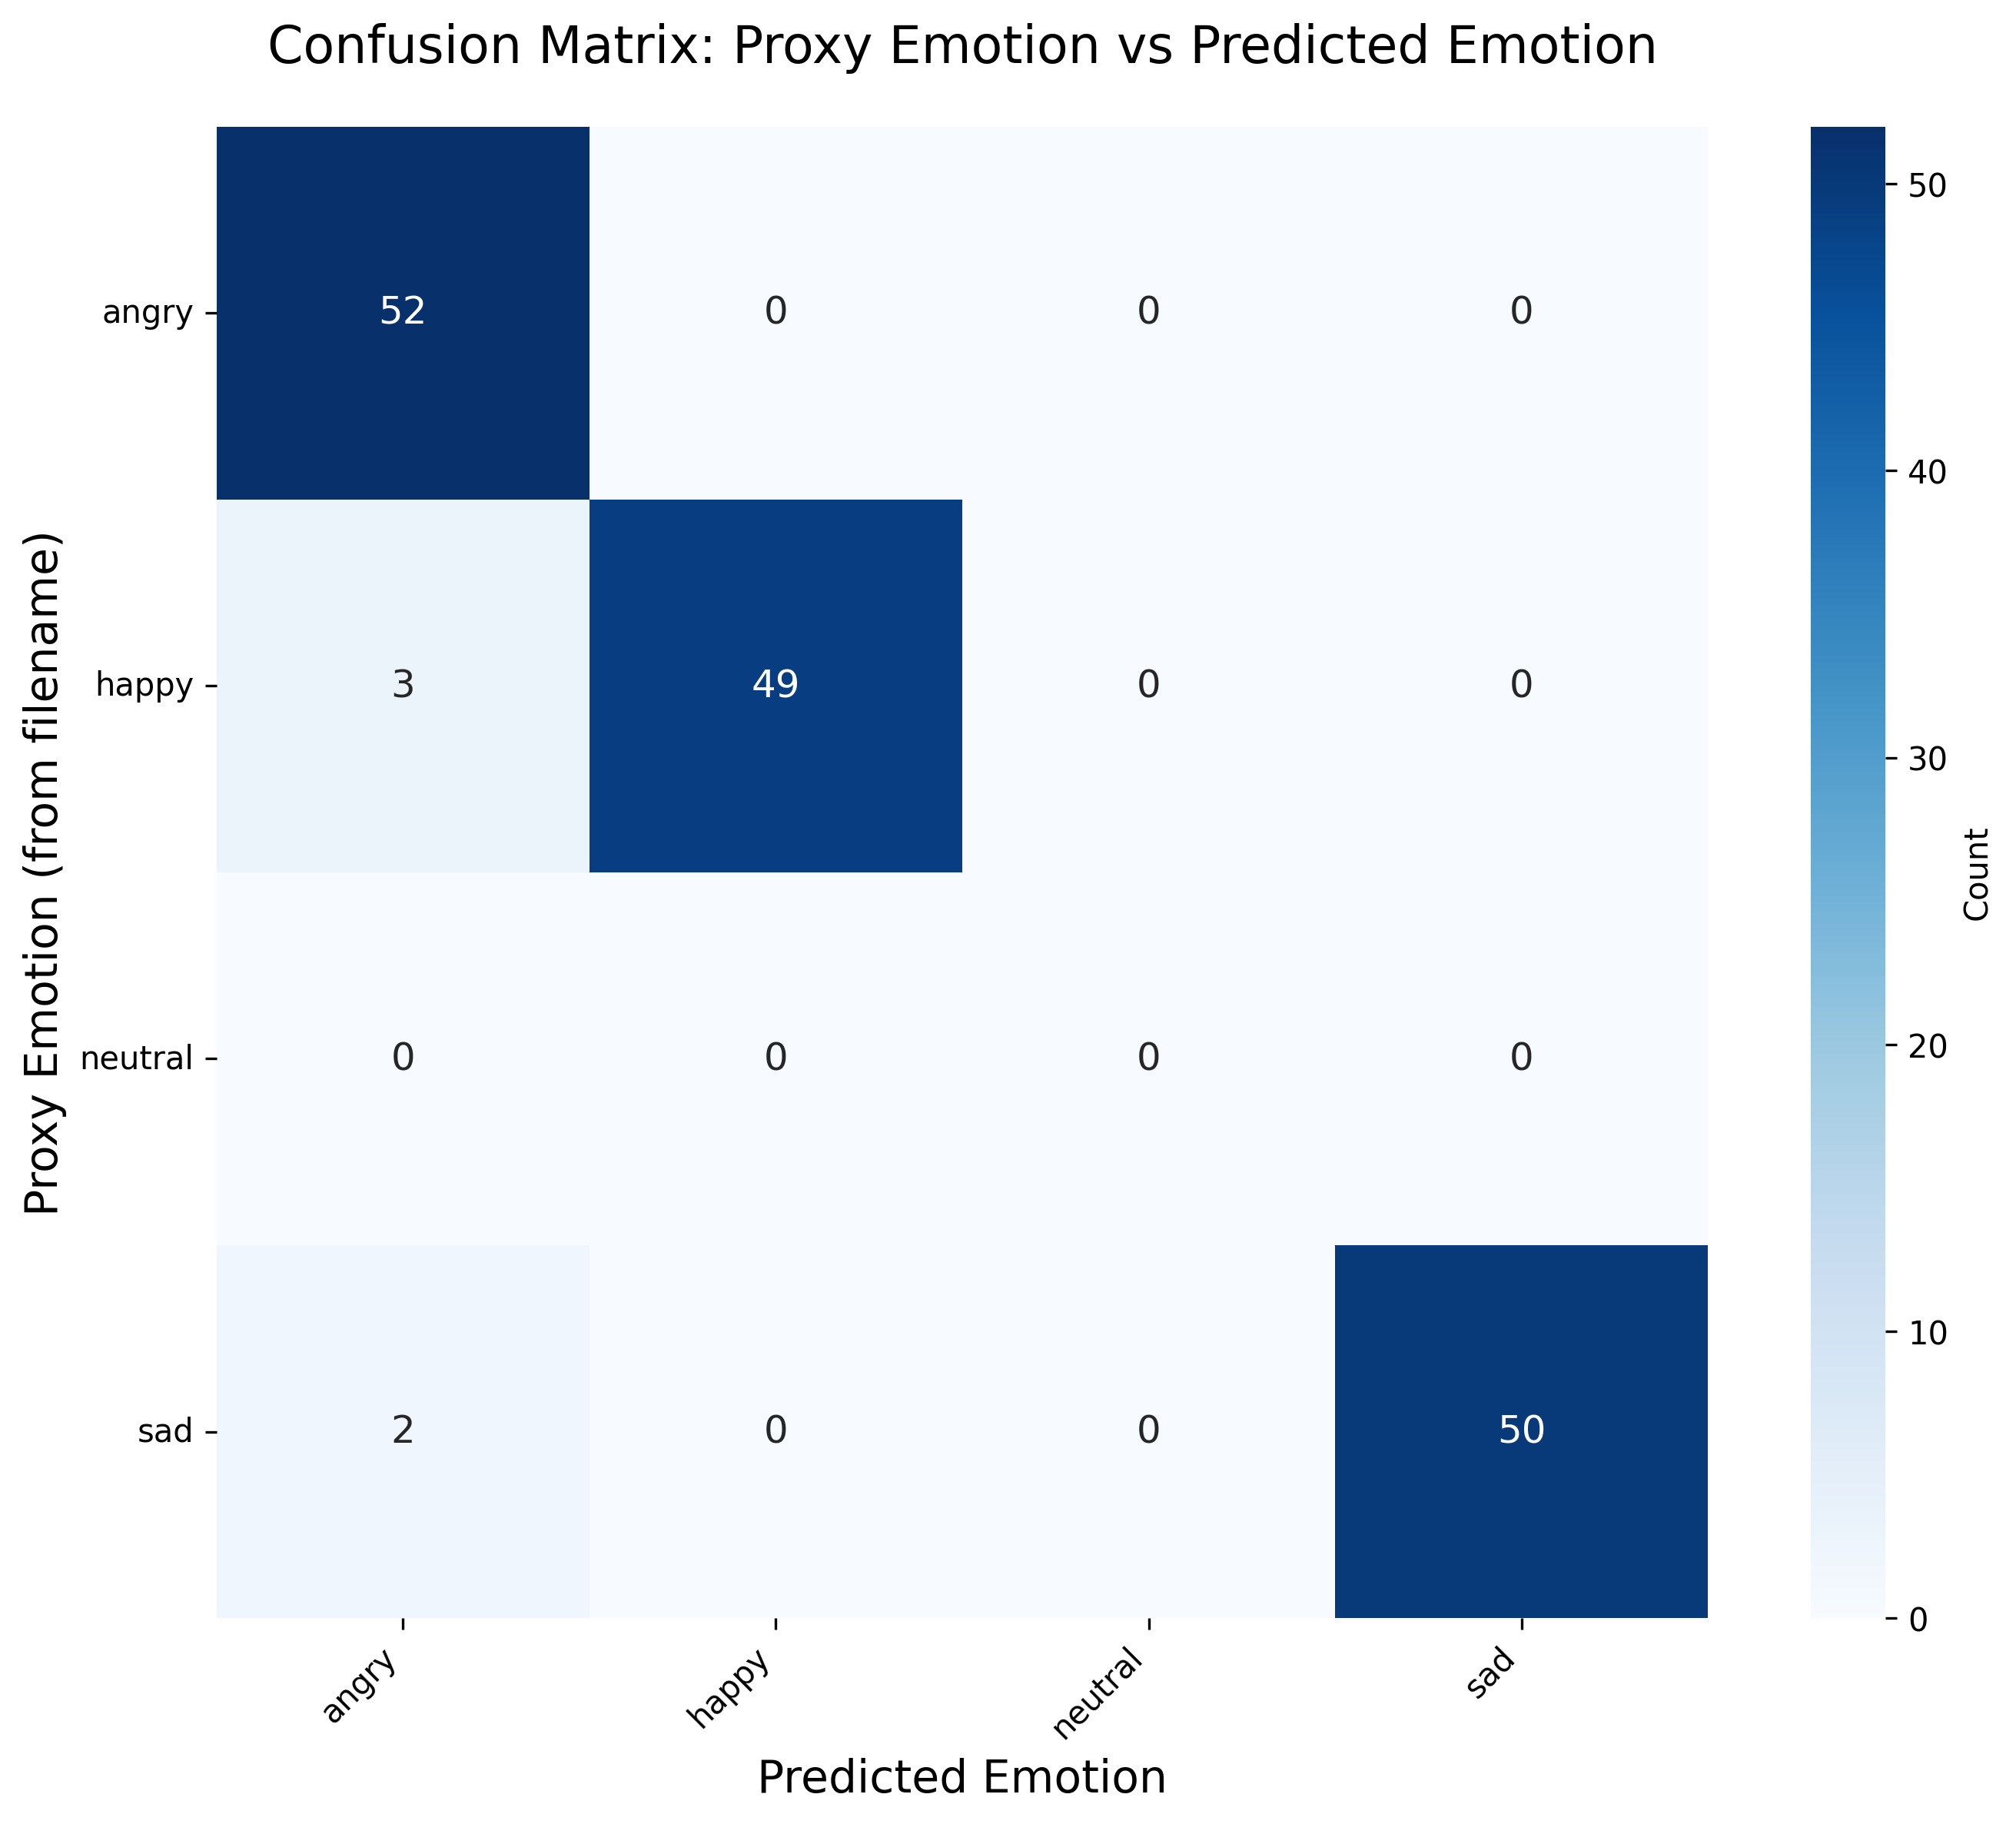 Confusion Matrix: Proxy Emotion vs Predicted Emotion
Proxy Emotion (from filename)
angry 52 0 0 0
happy 3 49 0 0
neutral 0 0 0 0
sad 2 0 0 50
angry happy neutral sad
Predicted Emotion
50
40
30
20
10
0
Count